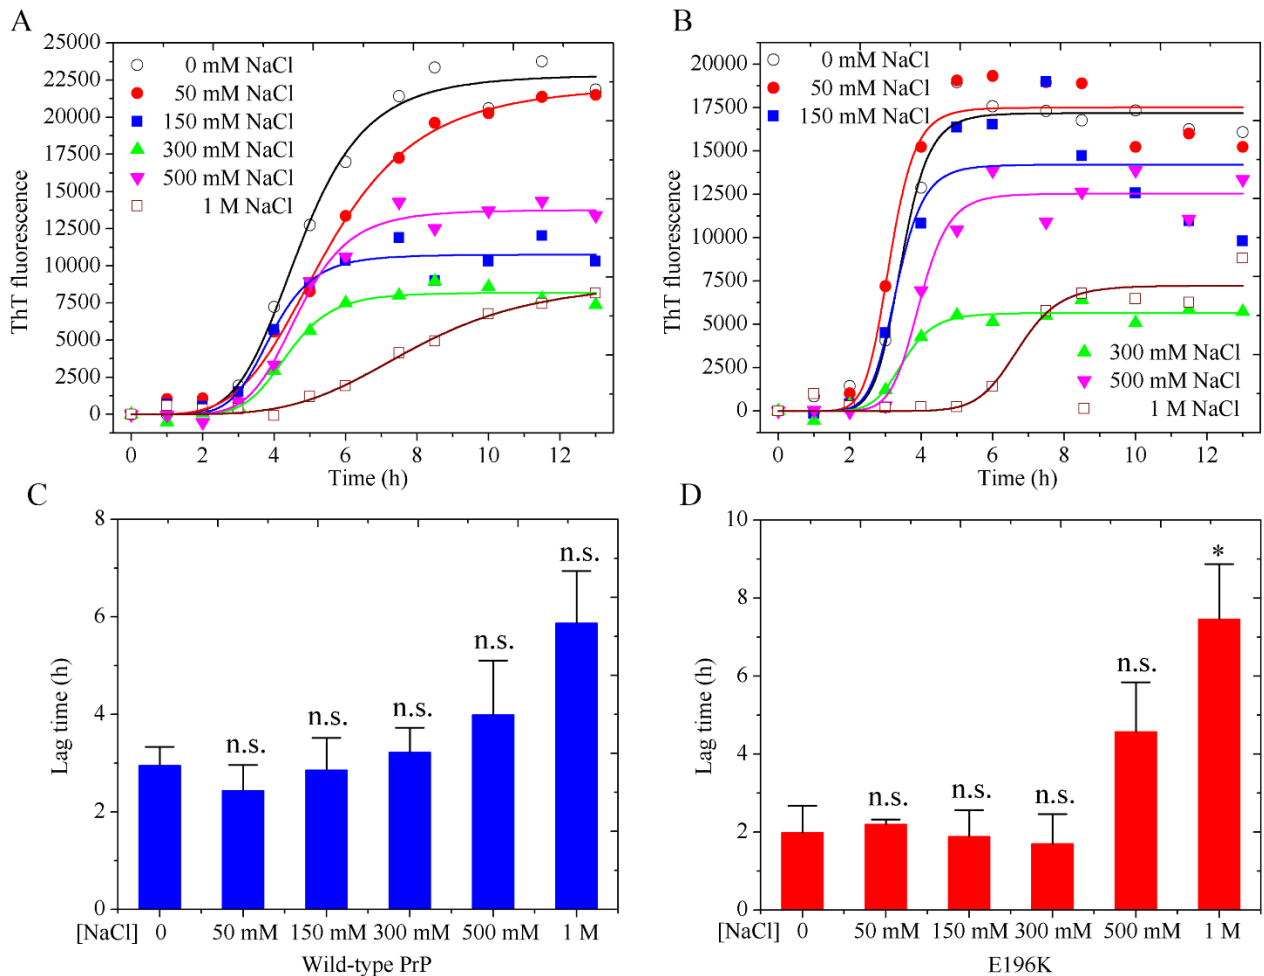 A
25000
22500
20000
17500
15000
12500
10000
7500
5000
2500
0
ThT fluorescence
0 mM NaCl
50 mM NaCl
150 mM NaCl
300 mM NaCl
500 mM NaCl
1 M NaCl
0 2 4 6 8 10 12
Time (h)
B
20000
17500
15000
12500
10000
7500
5000
2500
0
ThT fluorescence
0 mM NaCl
50 mM NaCl
150 mM NaCl
300 mM NaCl
500 mM NaCl
1 M NaCl
0 2 4 6 8 10 12
Time (h)
C
8
6
4
2
0
Lag time (h)
n.s.
n.s.
n.s.
n.s.
n.s.
[NaCl] 0 50 mM 150 mM 300 mM 500 mM 1 M
Wild-type PrP
D
10
8
6
4
2
0
Lag time (h)
n.s.
n.s.
n.s.
n.s.
*
[NaCl] 0 50 mM 150 mM 300 mM 500 mM 1 M
E196K